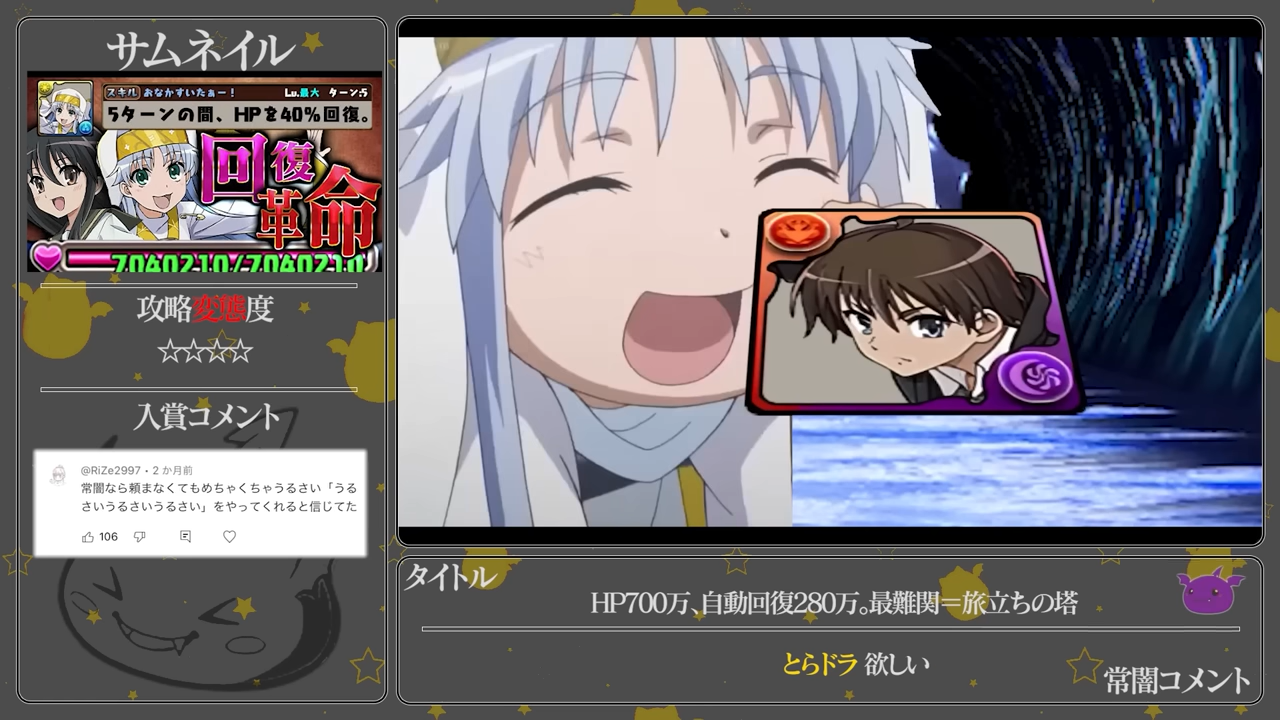 サムネイル
スキル おなかすいたぁー! Lv.最大 ターン:5
5ターンの間、HPを40%回復。
回復
革命
7040210/7040210
攻略変態度
☆☆☆☆
入賞コメント
@RiZe2997・2 か月前
常闇なら頼まなくてもめちゃくちゃうるさい「うる
さいうるさいうるさい」をやってくれると信じてた
106
タイトル
HP700万、自動回復280万。最難関=旅立ちの塔
とらドラ 欲しい
常闇コメント